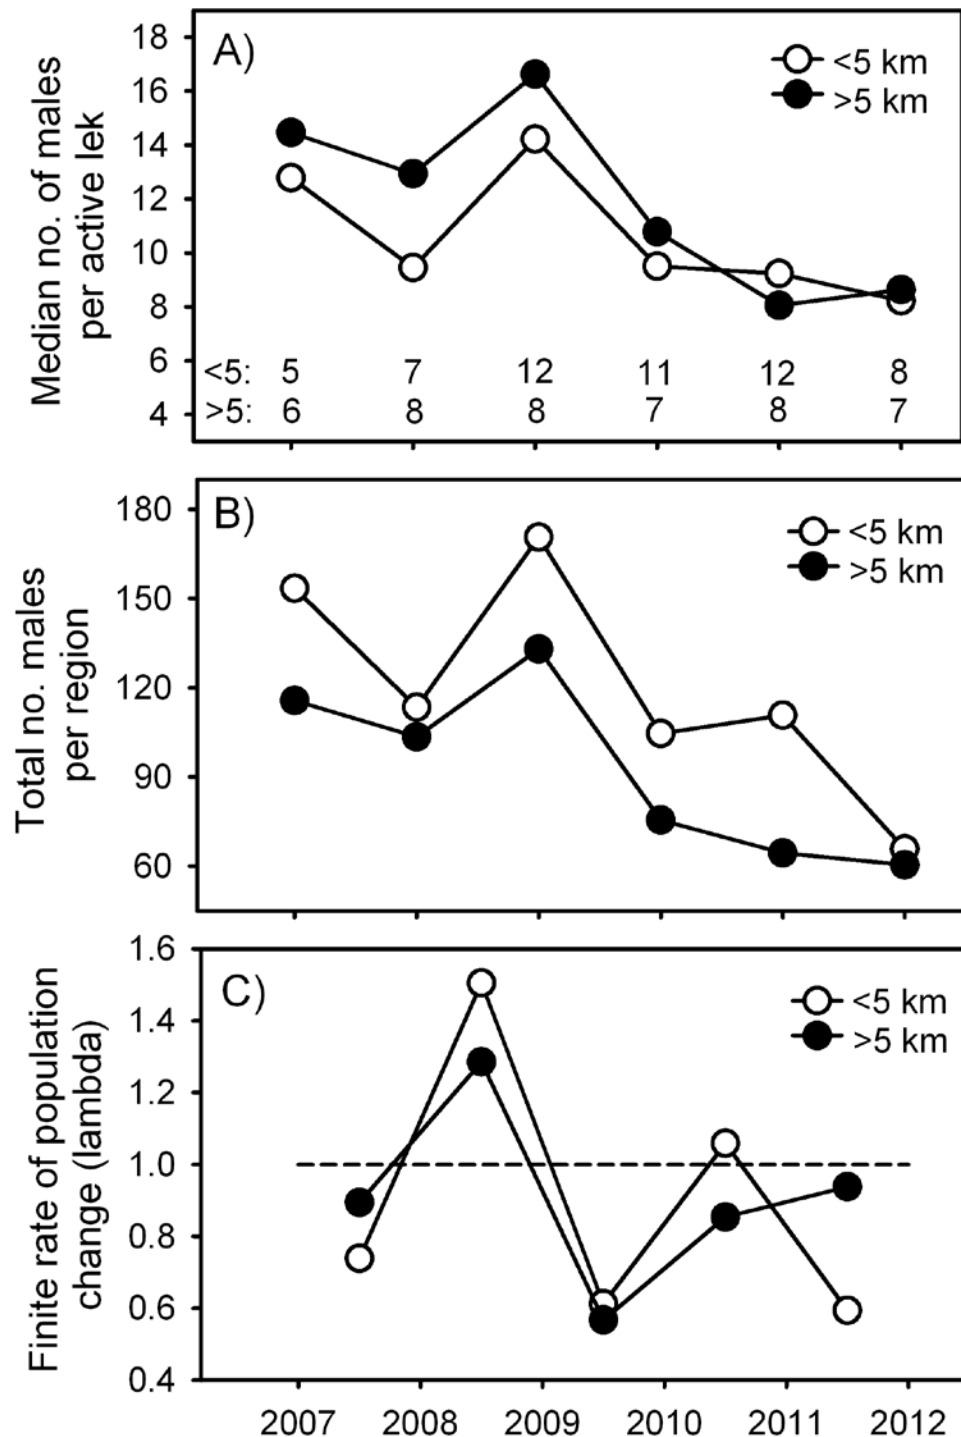 A)
<5 km
>5 km
Median no. of males
per active lek
18
16
14
12
10
8
6
4
<5: 5 7 12 11 12 8
>5: 6 8 8 7 8 7
B)
<5 km
>5 km
Total no. males
per region
180
150
120
90
60
C)
<5 km
>5 km
Finite rate of population
change (lambda)
1.6
1.4
1.2
1.0
0.8
0.6
0.4
2007 2008 2009 2010 2011 2012